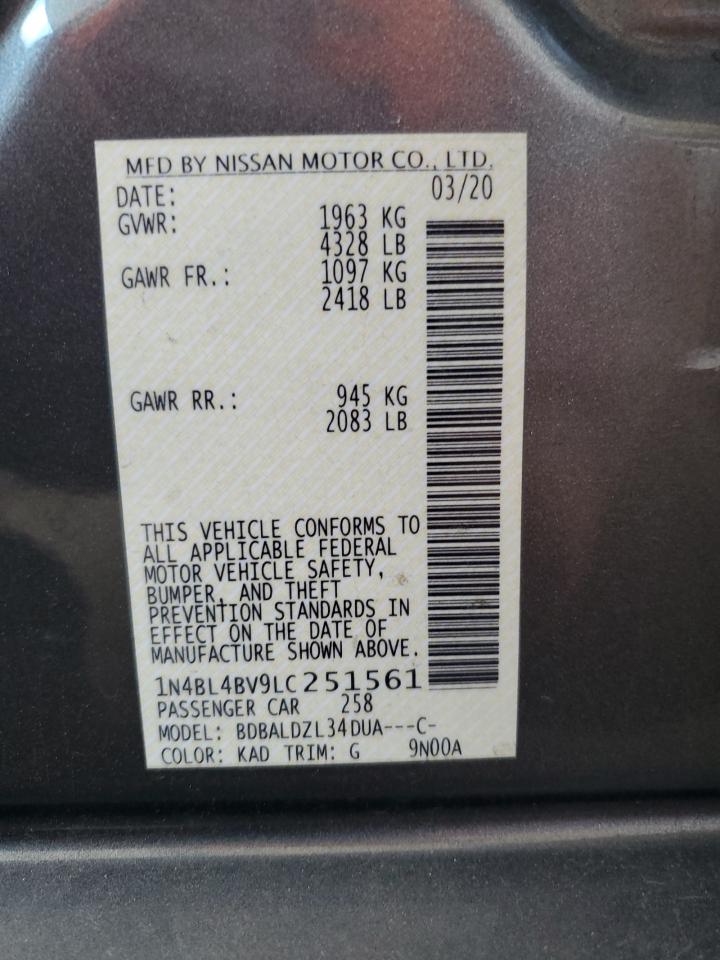 MFD BY NISSAN MOTOR CO., LTD.
DATE: 03/20
GVWR: 1963 KG
4328 LB
GAWR FR.: 1097 KG
2418 LB
GAWR RR.: 945 KG
2083 LB
THIS VEHICLE CONFORMS TO
ALL APPLICABLE FEDERAL
MOTOR VEHICLE SAFETY,
BUMPER, AND THEFT
PREVENTION STANDARDS IN
EFFECT ON THE DATE OF
MANUFACTURE SHOWN ABOVE.
1N4BL4BV9LC251561
PASSENGER CAR 258
MODEL: BDBALDZL34DUA---C-
COLOR: KAD TRIM: G 9N00A